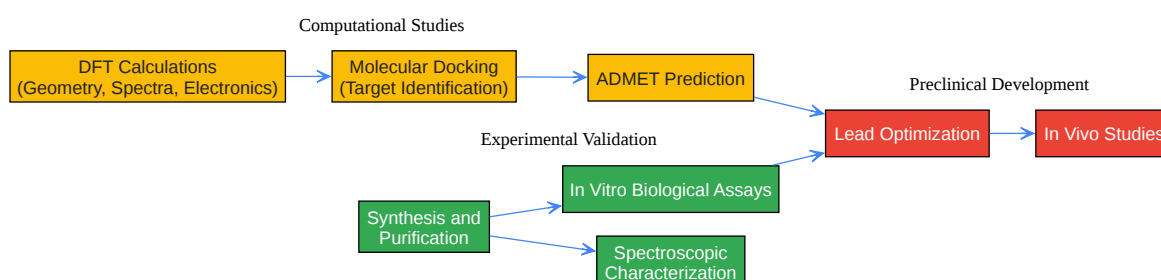 Computational Studies
DFT Calculations
(Geometry, Spectra, Electronics)
Molecular Docking
(Target Identification)
ADMET Prediction
Preclinical Development
Lead Optimization
In Vivo Studies
Experimental Validation
In Vitro Biological Assays
Synthesis and
Purification
Spectroscopic
Characterization